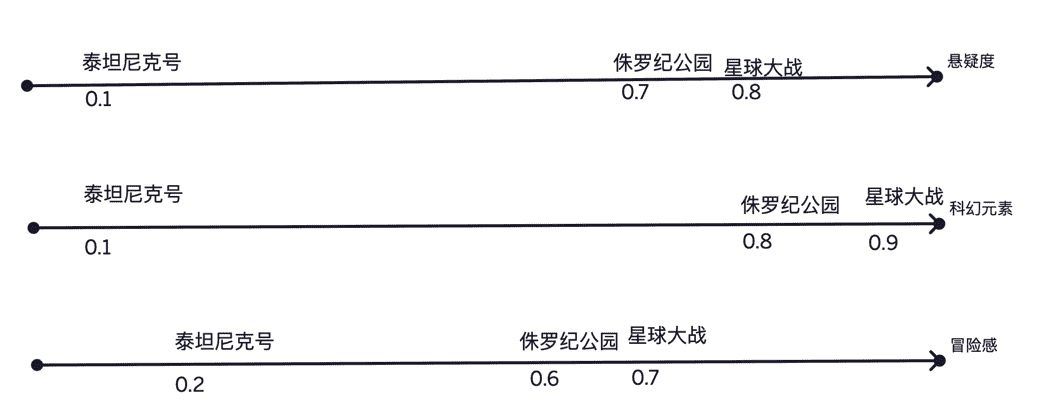 泰坦尼克号 侏罗纪公园 星球大战 悬疑度
0.1 0.7 0.8
泰坦尼克号 侏罗纪公园 星球大战 科幻元素
0.1 0.8 0.9
泰坦尼克号 侏罗纪公园 星球大战 冒险感
0.2 0.6 0.7